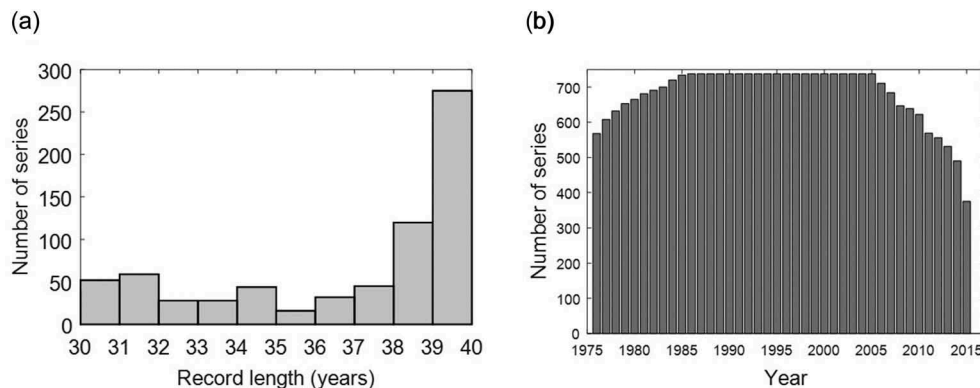 (a)
(b)
300
250
200
150
100
50
0
30 31 32 33 34 35 36 37 38 39 40
Number of series
Record length (years)
700
600
500
400
300
200
100
0
1975 1980 1985 1990 1995 2000 2005 2010 2015
Number of series
Year